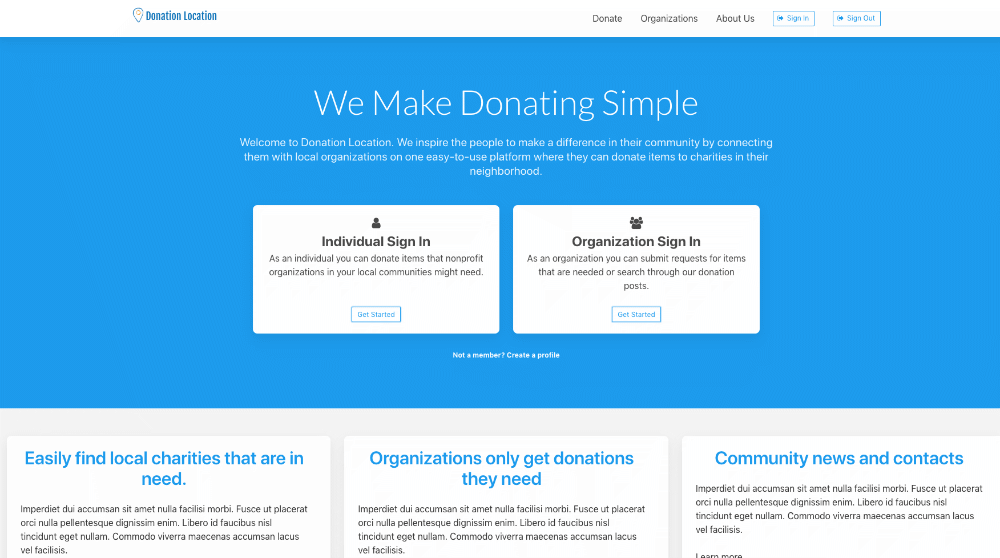 Donation Location
Donate
Organizations
About Us
Sign In
Sign Out
We Make Donating Simple
Welcome to Donation Location. We inspire the people to make a difference in their community by connecting
them with local organizations on one easy-to-use platform where they can donate items to charities in their
neighborhood.
Individual Sign In
As an individual you can donate items that nonprofit
organizations in your local communities might need.
Get Started
Organization Sign In
As an organization you can submit requests for items
that are needed or search through our donation
posts.
Get Started
Not a member? Create a profile
Easily find local charities that are in
need.
Imperdiet dui accumsan sit amet nulla facilisi morbi. Fusce ut placerat
orci nulla pellentesque dignissim enim. Libero id faucibus nisl
tincidunt eget nullam. Commodo viverra maecenas accumsan lacus
vel facilisis.
Organizations only get donations
they need
Imperdiet dui accumsan sit amet nulla facilisi morbi. Fusce ut placerat
orci nulla pellentesque dignissim enim. Libero id faucibus nisl
tincidunt eget nullam. Commodo viverra maecenas accumsan lacus
vel facilisis.
Community news and contacts
Imperdiet dui accumsan sit amet nulla facilisi morbi. Fusce ut placerat
orci nulla pellentesque dignissim enim. Libero id faucibus nisl
tincidunt eget nullam. Commodo viverra maecenas accumsan lacus
vel facilisis.
Learn more